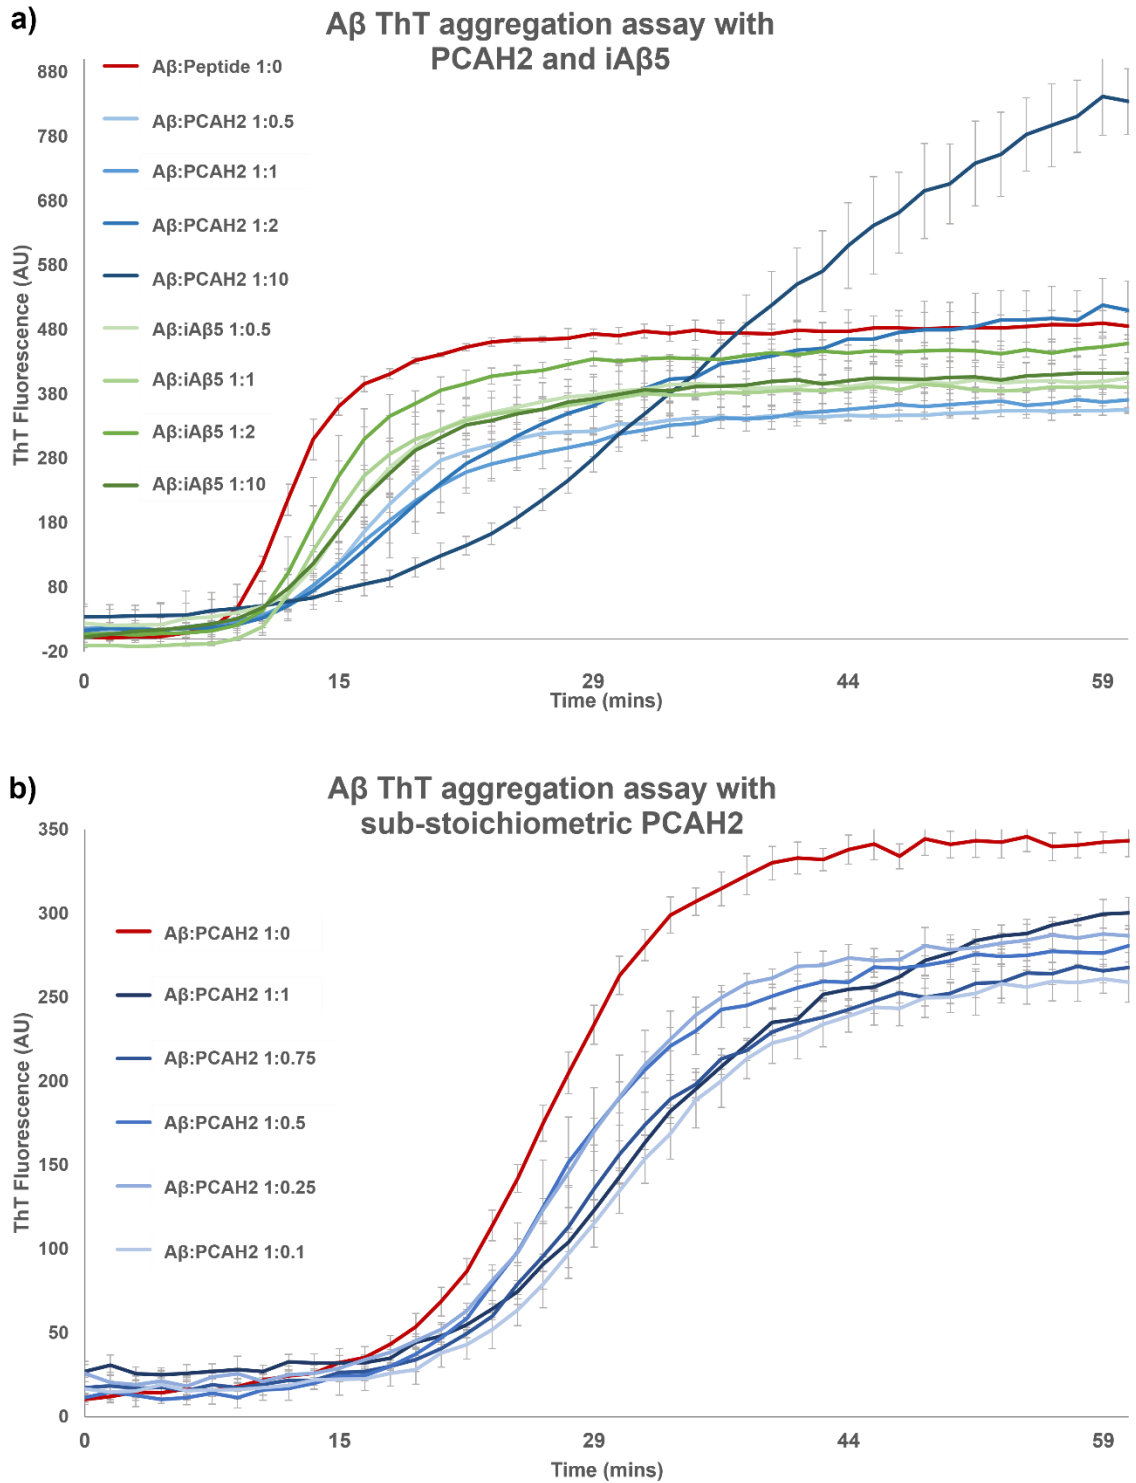 a)
Aβ ThT aggregation assay with
PCAH2 and iAβ5
880
780
680
580
480
380
280
180
80
-20
ThT Fluorescence (AU)
Aβ:Peptide 1:0
Aβ:PCAH2 1:0.5
Aβ:PCAH2 1:1
Aβ:PCAH2 1:2
Aβ:PCAH2 1:10
Aβ:iAβ5 1:0.5
Aβ:iAβ5 1:1
Aβ:iAβ5 1:2
Aβ:iAβ5 1:10
0 15 29 44 59
Time (mins)
b)
Aβ ThT aggregation assay with
sub-stoichiometric PCAH2
350
300
250
200
150
100
50
0
ThT Fluorescence (AU)
Aβ:PCAH2 1:0
Aβ:PCAH2 1:1
Aβ:PCAH2 1:0.75
Aβ:PCAH2 1:0.5
Aβ:PCAH2 1:0.25
Aβ:PCAH2 1:0.1
0 15 29 44 59
Time (mins)